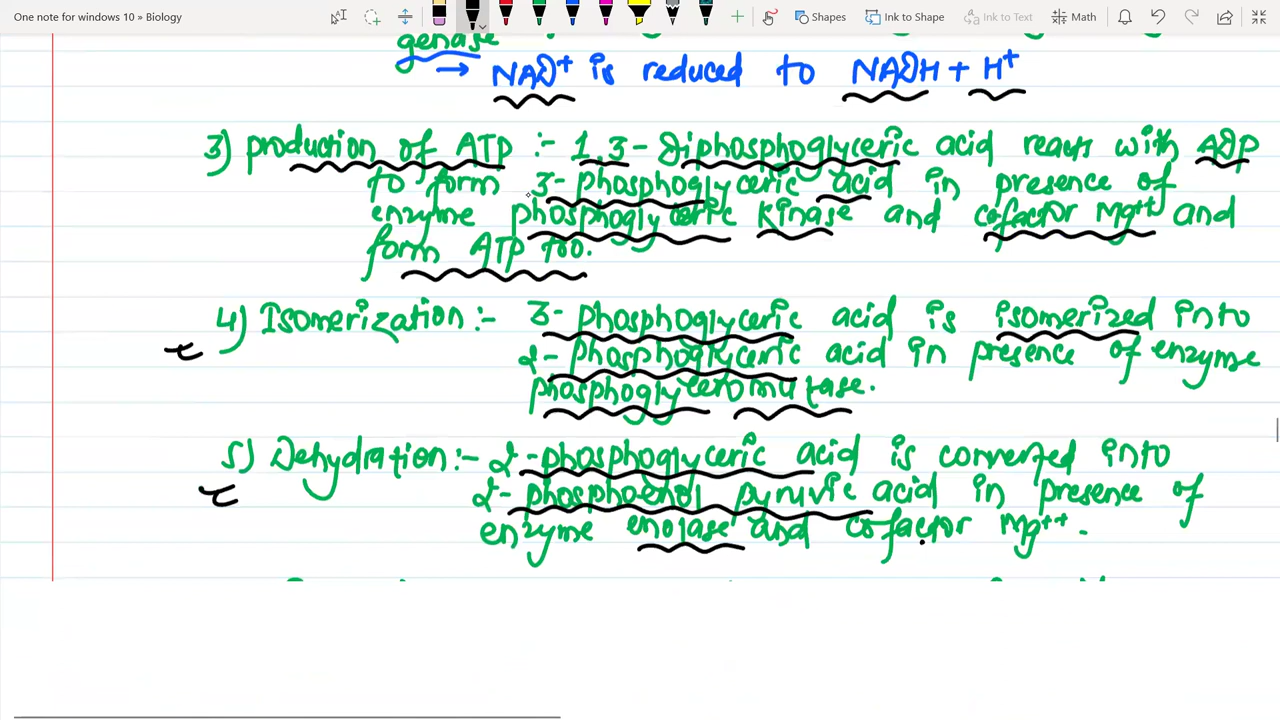 One note for windows 10 » Biology
Shapes Ink to Shape Ink to Text Math
genase
→ NAD+ is reduced to NADH + H+
3) production of ATP :- 1,3-Diphosphoglyceric acid reacts with ADP
to form 3-phosphoglyceric acid in presence of
enzyme phosphoglyceric kinase and cofactor Mg++ and
form ATP too.
4) Isomerization :- 3-phosphoglyceric acid is isomerized into
2-phosphoglyceric acid in presence of enzyme
phosphoglyceromutase.
5) Dehydration :- 2-phosphoglyceric acid is converted into
2-phosphoenol pyruvic acid in presence of
enzyme enolase and cofactor Mg++.